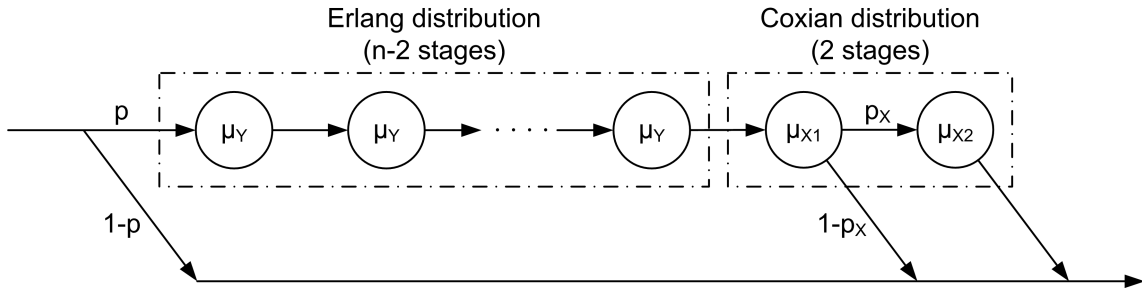 Erlang distribution
(n-2 stages)
Coxian distribution
(2 stages)
p
μY
μY
· · · · ·
μY
μX1
pX
μX2
1-p
1-pX